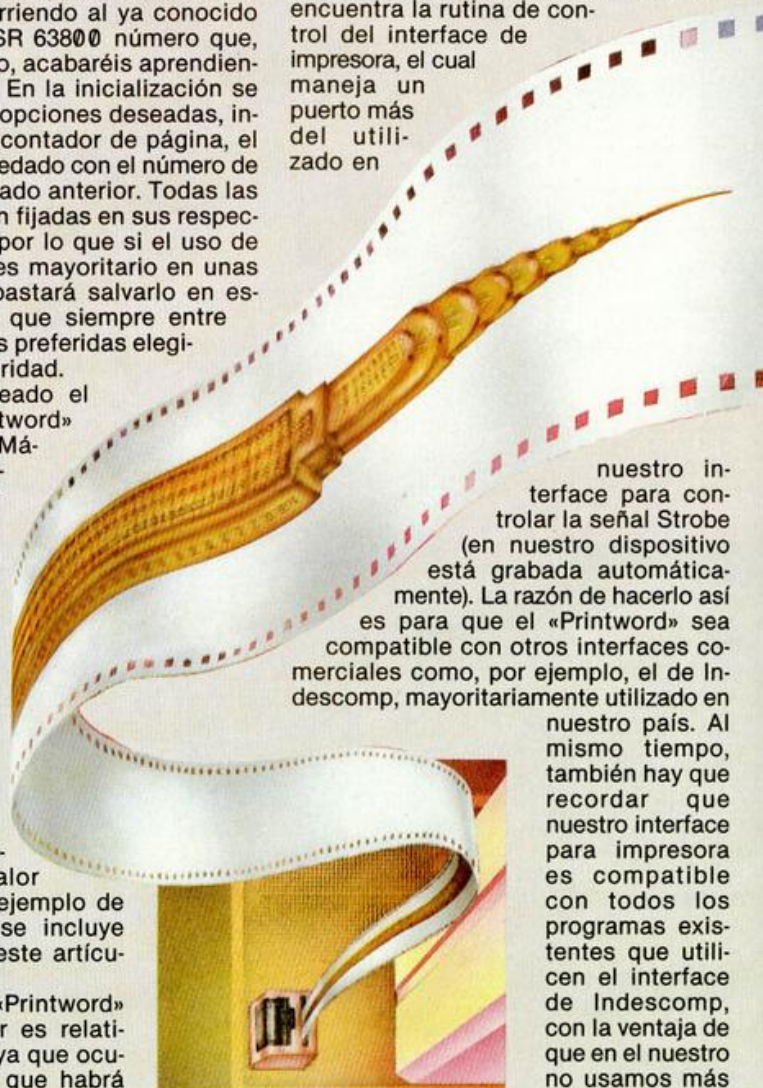 rriendo al ya conocido
SR 63800 número que,
o, acabaréis aprendien-
En la inicialización se
opciones deseadas, in-
contador de página, el
edado con el número de
ado anterior. Todas las
n fijadas en sus respec-
por lo que si el uso de
es mayoritario en unas
bastará salvarlo en es-
que siempre entre
s preferidas elegi-
ridad.
eado el
tword»
Má-
-
-
alor
ejemplo de
se incluye
este artícu-
«Printword»
r es relati-
ya que ocu-
que habrá
encuentra la rutina de con-
trol del interface de
impresora, el cual
maneja un
puerto más
del utili-
zado en
nuestro in-
terface para con-
trolar la señal Strobe
(en nuestro dispositivo
está grabada automática-
mente). La razón de hacerlo así
es para que el «Printword» sea
compatible con otros interfaces co-
merciales como, por ejemplo, el de In-
descomp, mayoritariamente utilizado en
nuestro país. Al
mismo tiempo,
también hay que
recordar que
nuestro interface
para impresora
es compatible
con todos los
programas exis-
tentes que utili-
cen el interface
de Indescomp,
con la ventaja de
que en el nuestro
no usamos más